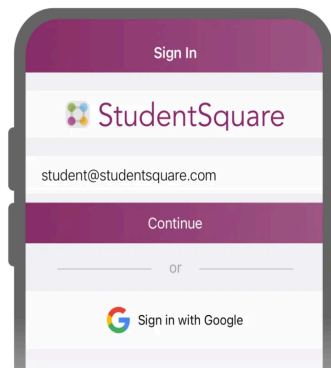 Sign In
StudentSquare
student@studentsquare.com
Continue
or
Sign in with Google